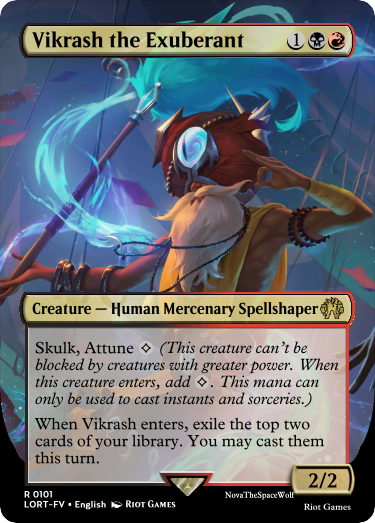 Vikrash the Exuberant 1
Creature — Human Mercenary Spellshaper
Skulk, Attune (This creature can't be
blocked by creatures with greater power. When
this creature enters, add . This mana can
only be used to cast instants and sorceries.)
When Vikrash enters, exile the top two
cards of your library. You may cast them
this turn.
2/2
R 0101
LORT-FV • English Riot Games
NovaTheSpaceWolf
Riot Games